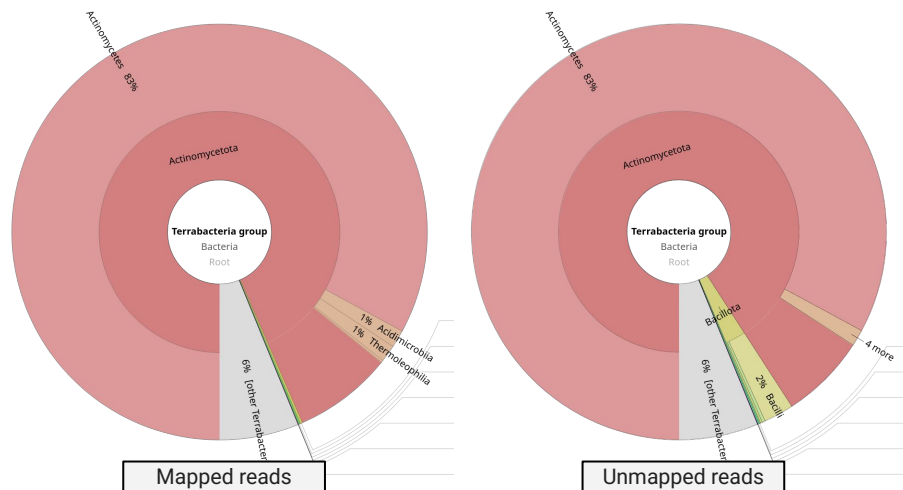 Actinomycetes 83%
Actinomycetota
Terrabacteria group
Bacteria
Root
1% Acidimicrobiia
1% Thermoleophilia
6% [other Terrabacter
Mapped reads
Actinomycetes 83%
Actinomycetota
Terrabacteria group
Bacteria
Root
Bacillota
4 more
2% Bacilli
6% [other Terrabacter
Unmapped reads